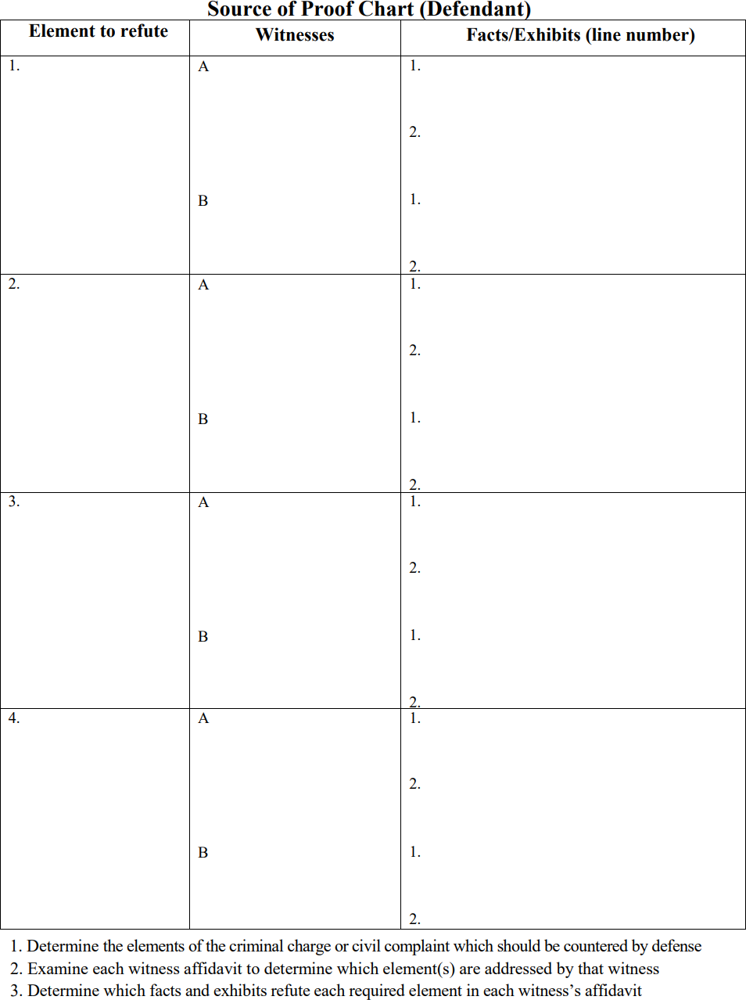 Source of Proof Chart (Defendant)
Element to refute Witnesses Facts/Exhibits (line number)
1. A 1.
2.
B 1.
2.
2. A 1.
2.
B 1.
2.
3. A 1.
2.
B 1.
2.
4. A 1.
2.
B 1.
2.
1. Determine the elements of the criminal charge or civil complaint which should be countered by defense
2. Examine each witness affidavit to determine which element(s) are addressed by that witness
3. Determine which facts and exhibits refute each required element in each witness’s affidavit